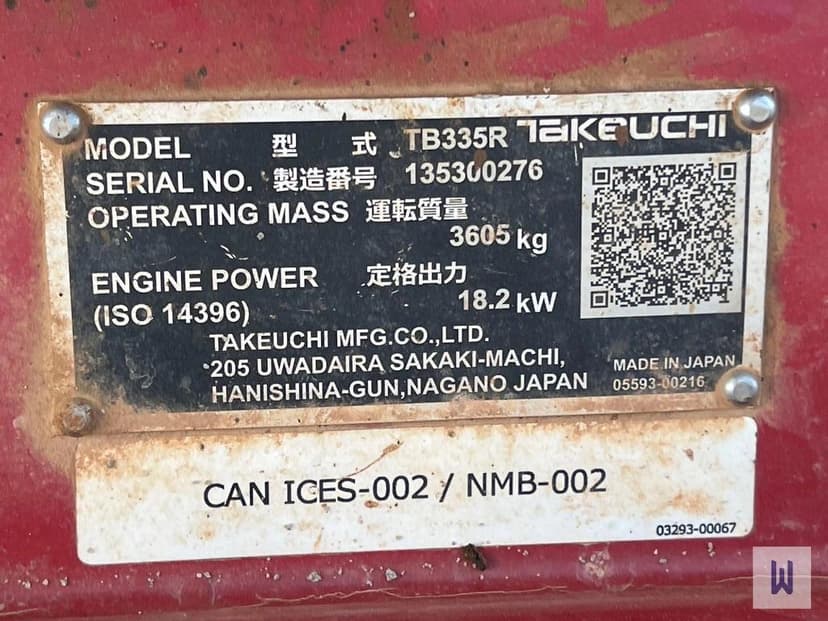 MODEL 型 式 TB335R TAKEUCHI
SERIAL NO. 製造番号 135300276
OPERATING MASS 運転質量
3605 kg
ENGINE POWER 定格出力
(ISO 14396) 18.2 kW
TAKEUCHI MFG.CO.,LTD.
205 UWADAIRA SAKAKI-MACHI,
HANISHINA-GUN,NAGANO JAPAN
MADE IN JAPAN
05593-00216
CAN ICES-002 / NMB-002
03293-00067
W